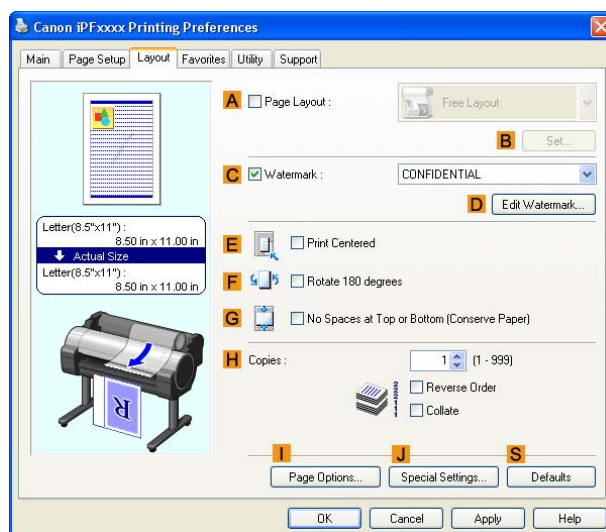 Canon iPFxxxx Printing Preferences
Main Page Setup Layout Favorites Utility Support
A Page Layout : Free Layout
B Set...
C Watermark : CONFIDENTIAL
D Edit Watermark...
Letter(8.5"x11") :
8.50 in x 11.00 in
Actual Size
Letter(8.5"x11") :
8.50 in x 11.00 in
E Print Centered
F Rotate 180 degrees
G No Spaces at Top or Bottom (Conserve Paper)
H Copies : 1 (1 - 999)
Reverse Order
Collate
R
I J S
Page Options... Special Settings... Defaults
OK Cancel Apply Help